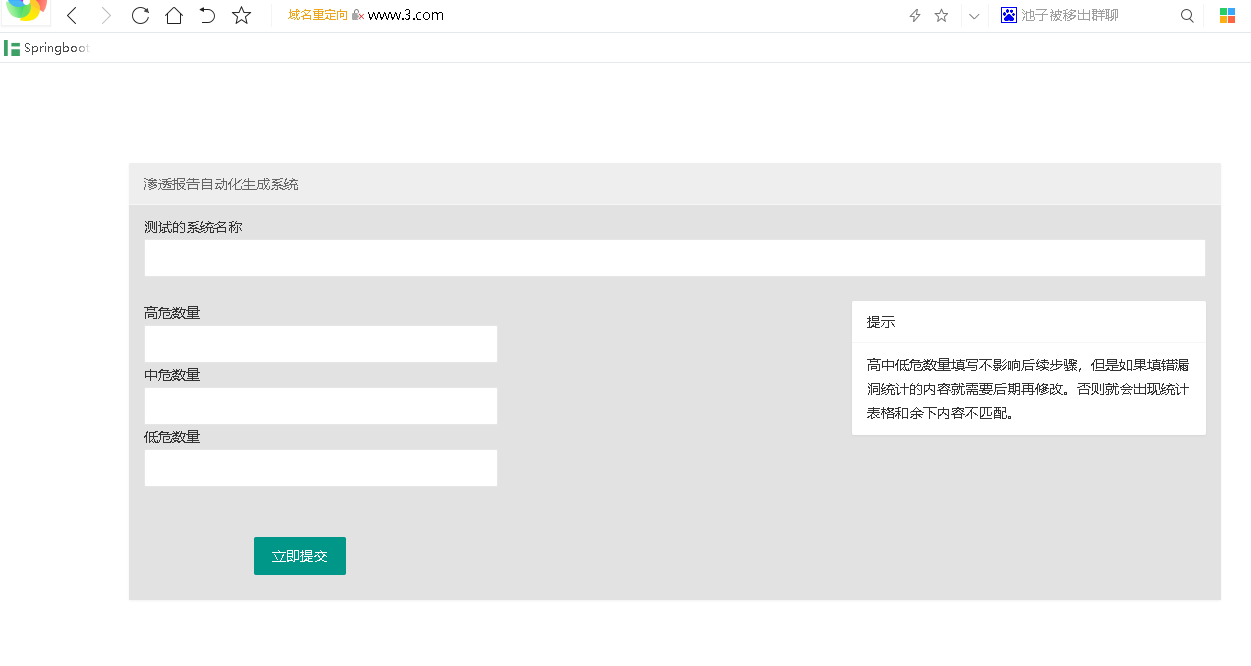 域名重定向 www.3.com
池子被移出群聊
Springboot
渗透报告自动化生成系统
测试的系统名称
高危数量
中危数量
低危数量
提示
高中低危数量填写不影响后续步骤，但是如果填错漏
洞统计的内容就需要后期再修改。否则就会出现统计
表格和余下内容不匹配。
立即提交